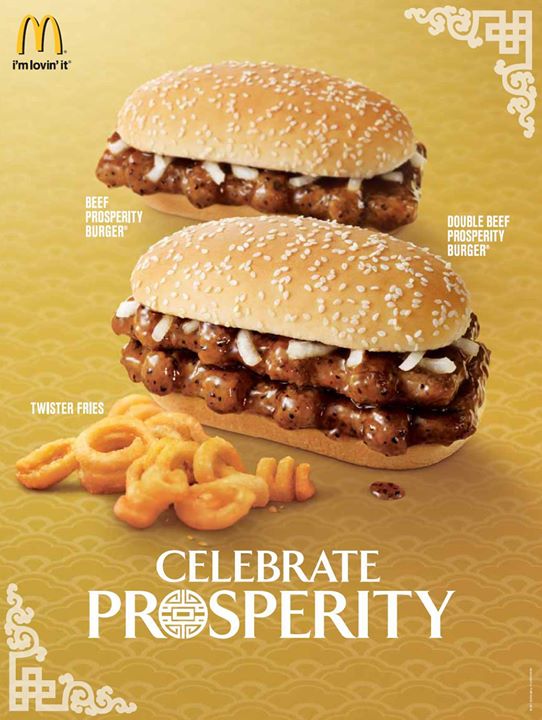 i'm lovin' it®
BEEF
PROSPERITY
BURGER®
DOUBLE BEEF
PROSPERITY
BURGER®
TWISTER FRIES
CELEBRATE
PROSPERITY